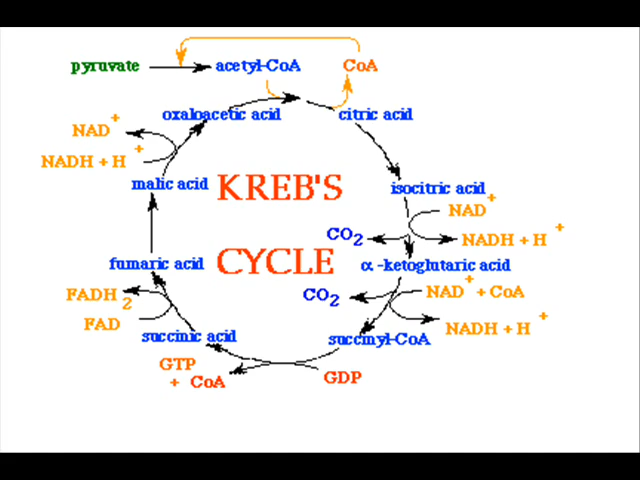 pyruvate
acetyl-CoA
CoA
oxaloacetic acid
citric acid
NAD+
NADH + H+
malic acid
KREB'S
isocitric acid
NAD+
CO2
NADH + H+
fumaric acid
CYCLE
α-ketoglutaric acid
FADH2
CO2
NAD+ + CoA
FAD
NADH + H+
succinic acid
succinyl-CoA
GTP
+ CoA
GDP